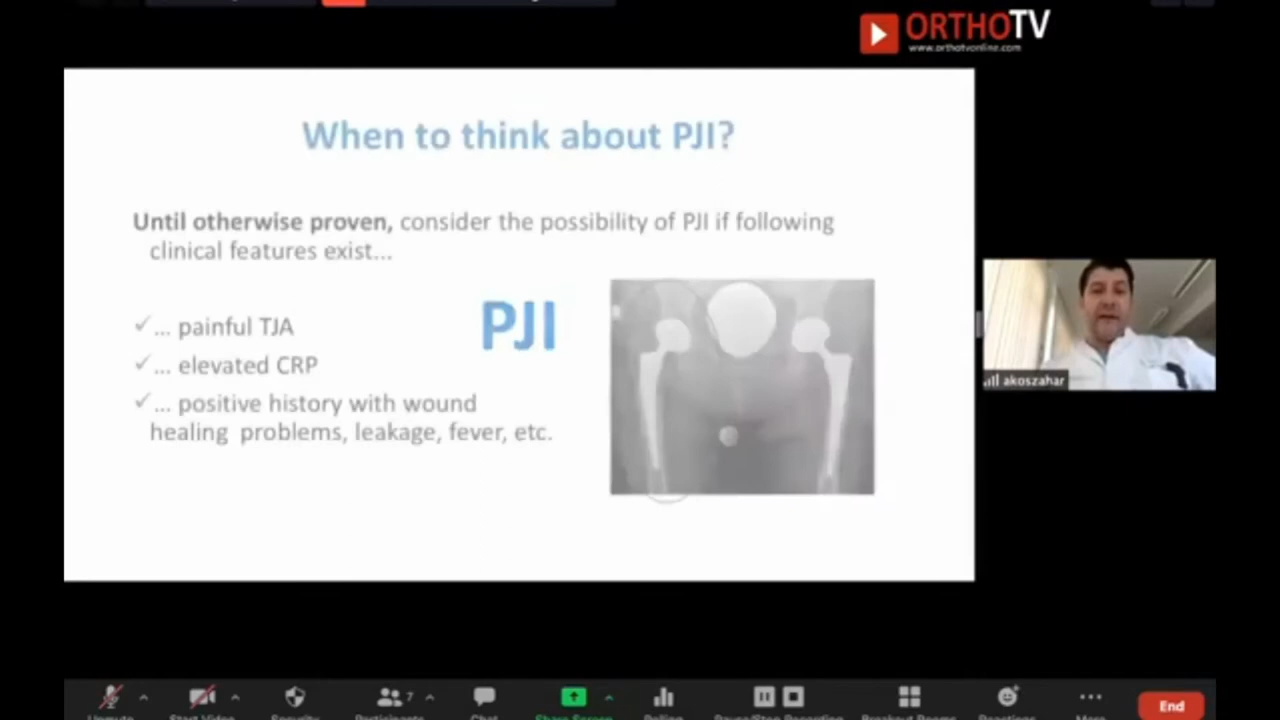 ORTHOTV
www.orthotvonline.com
When to think about PJI?
Until otherwise proven, consider the possibility of PJI if following
clinical features exist...
✓... painful TJA
PJI
✓... elevated CRP
✓... positive history with wound
healing problems, leakage, fever, etc.
akoszahar
7
End